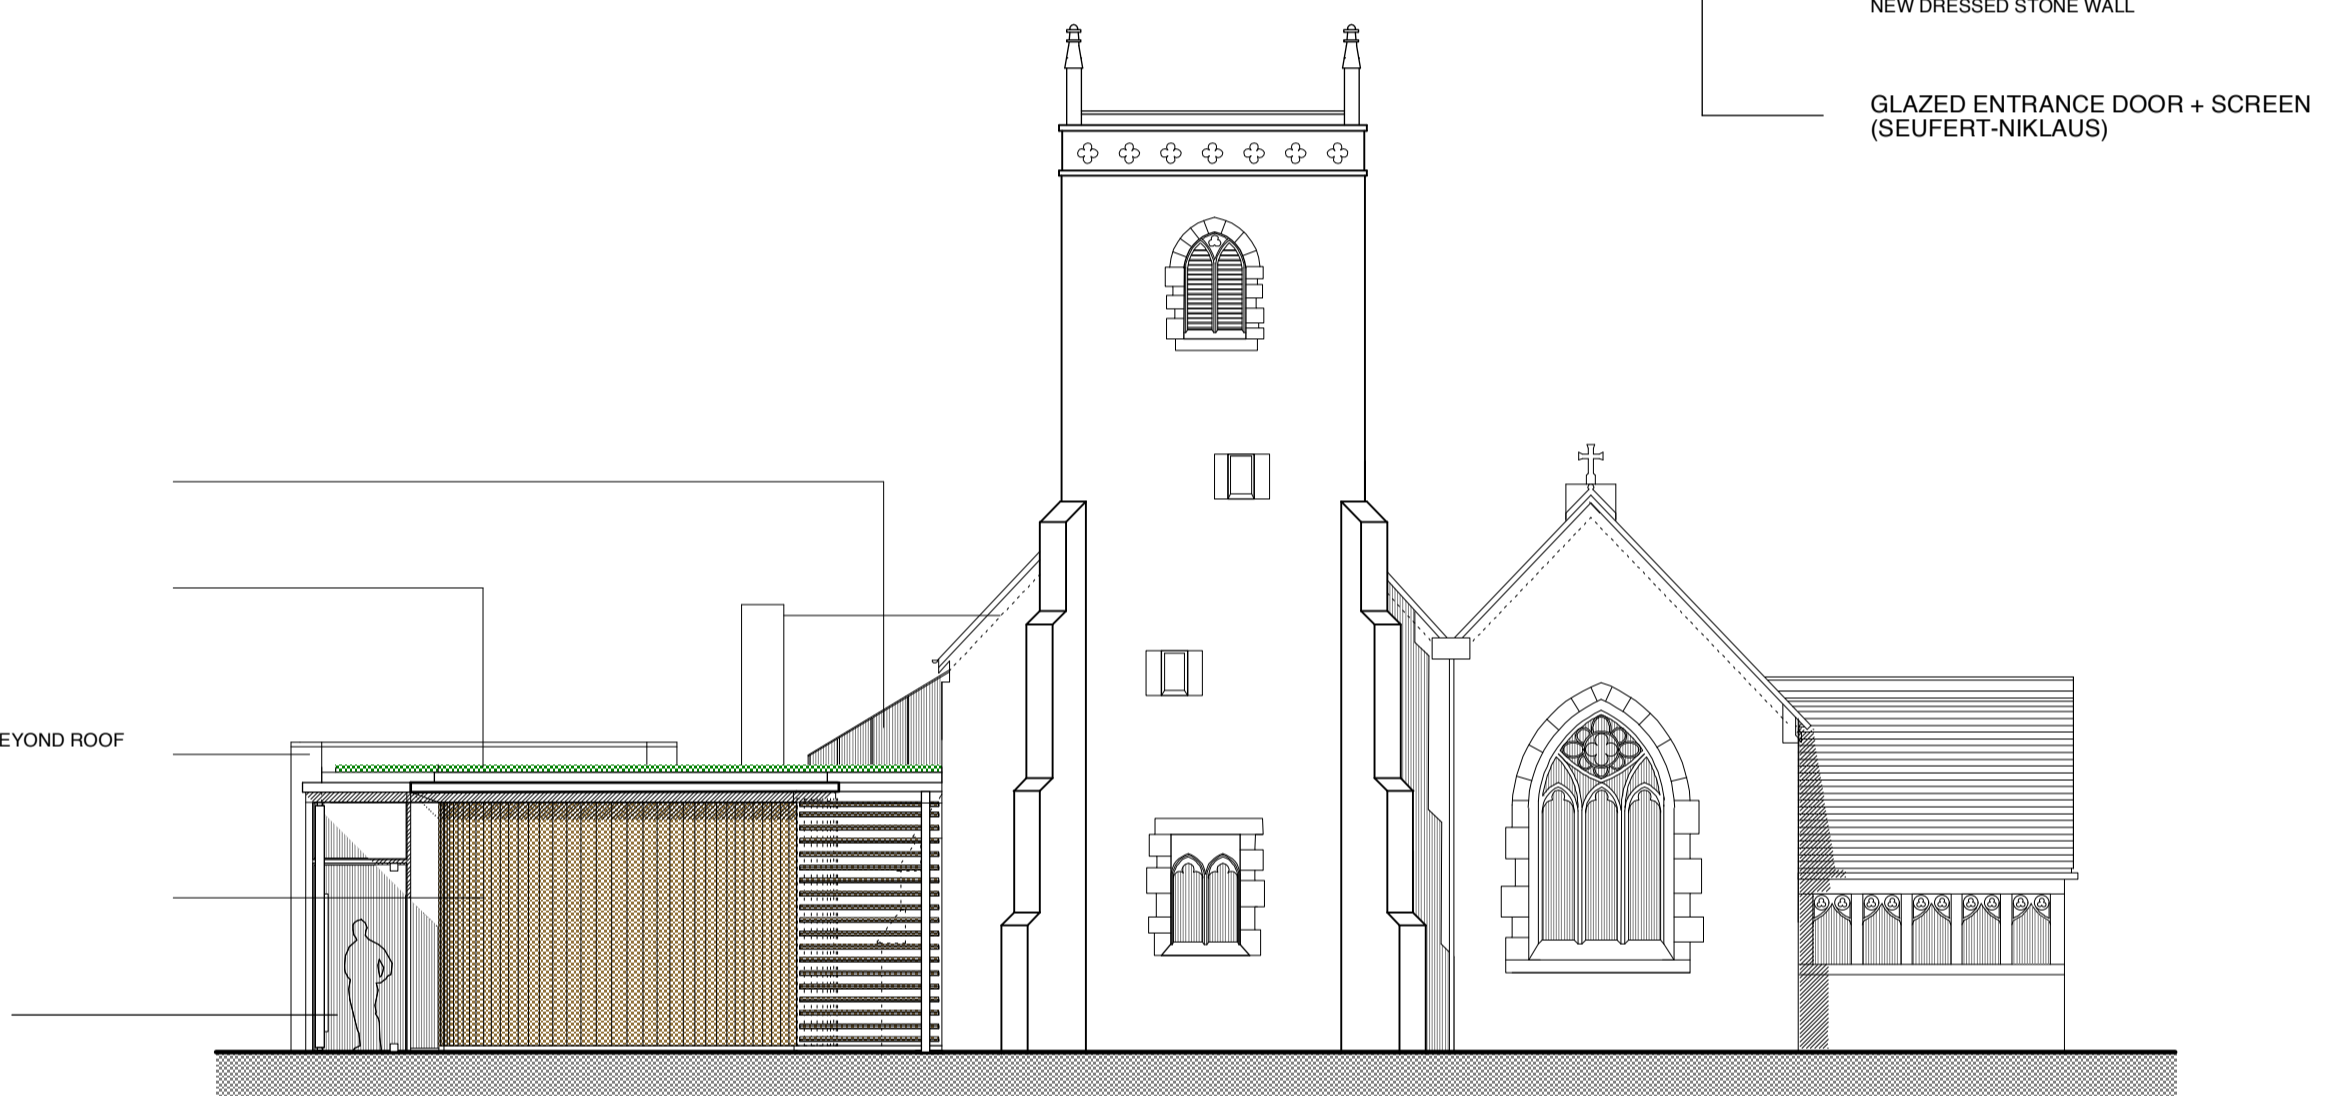 NEW DRESSED STONE WALL
GLAZED ENTRANCE DOOR + SCREEN
(SEUFERT-NIKLAUS)
EYOND ROOF